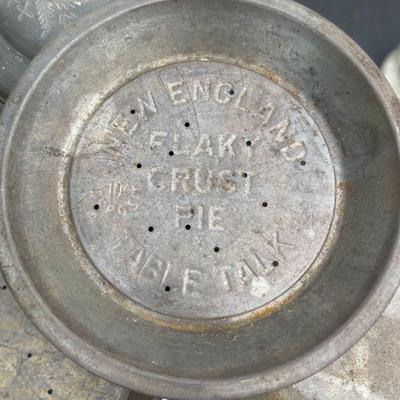 NEW ENGLAND
FLAKY
CRUST
PIE
TABLE TALK